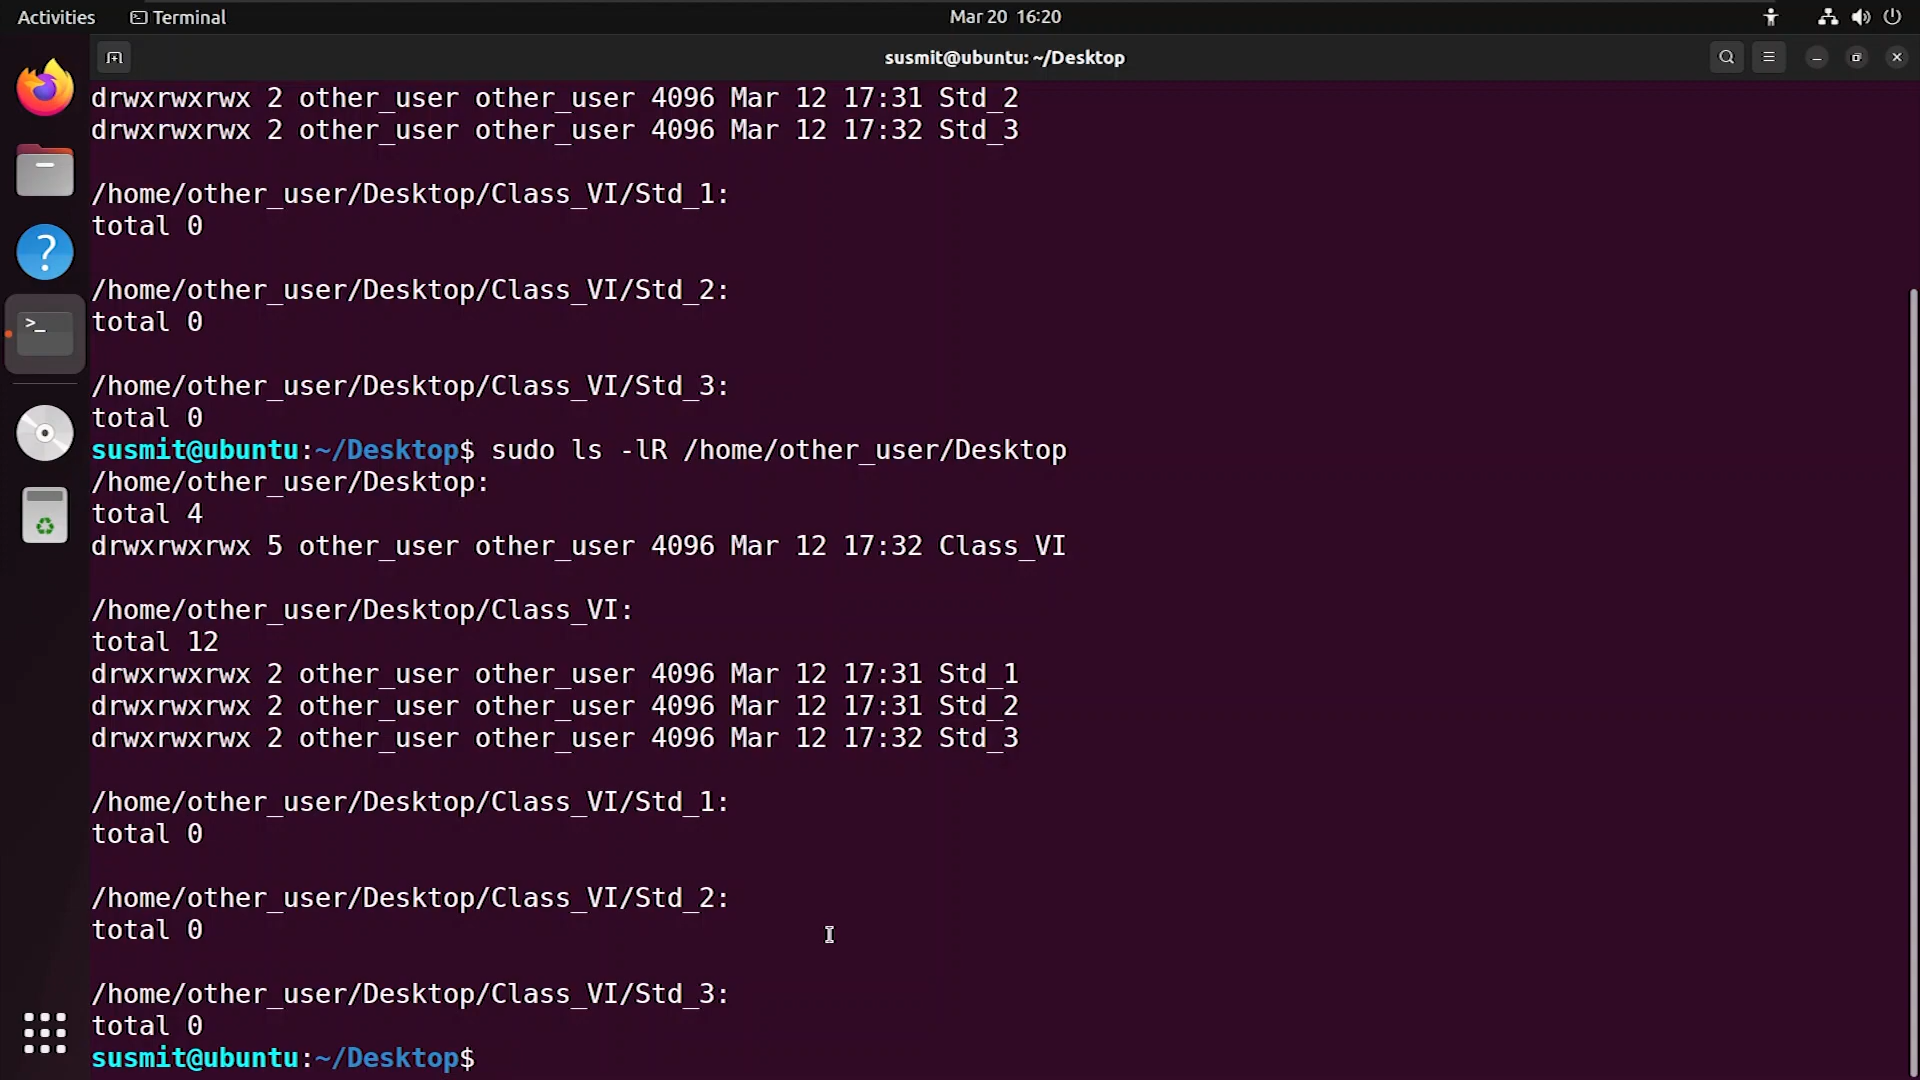 Activities
Terminal
Mar 20 16:20
susmit@ubuntu: ~/Desktop
drwxrwxrwx 2 other_user other_user 4096 Mar 12 17:31 Std_2
drwxrwxrwx 2 other_user other_user 4096 Mar 12 17:32 Std_3
/home/other_user/Desktop/Class_VI/Std_1:
total 0
/home/other_user/Desktop/Class_VI/Std_2:
total 0
/home/other_user/Desktop/Class_VI/Std_3:
total 0
susmit@ubuntu:~/Desktop$ sudo ls -lR /home/other_user/Desktop
/home/other_user/Desktop:
total 4
drwxrwxrwx 5 other_user other_user 4096 Mar 12 17:32 Class_VI
/home/other_user/Desktop/Class_VI:
total 12
drwxrwxrwx 2 other_user other_user 4096 Mar 12 17:31 Std_1
drwxrwxrwx 2 other_user other_user 4096 Mar 12 17:31 Std_2
drwxrwxrwx 2 other_user other_user 4096 Mar 12 17:32 Std_3
/home/other_user/Desktop/Class_VI/Std_1:
total 0
/home/other_user/Desktop/Class_VI/Std_2:
total 0
/home/other_user/Desktop/Class_VI/Std_3:
total 0
susmit@ubuntu:~/Desktop$